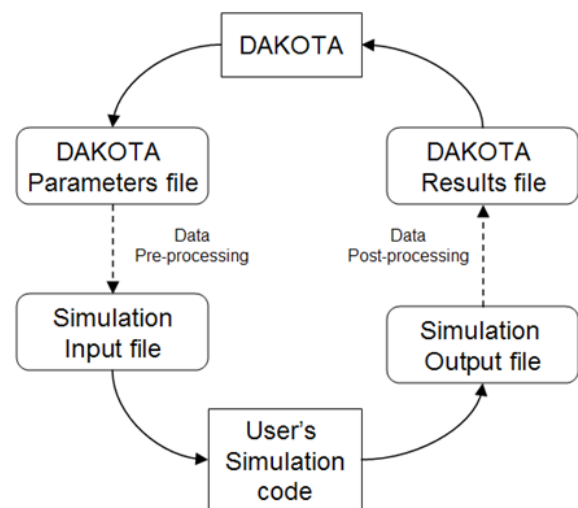 DAKOTA
DAKOTA
Parameters file
DAKOTA
Results file
Data
Pre-processing
Data
Post-processing
Simulation
Input file
Simulation
Output file
User's
Simulation
code